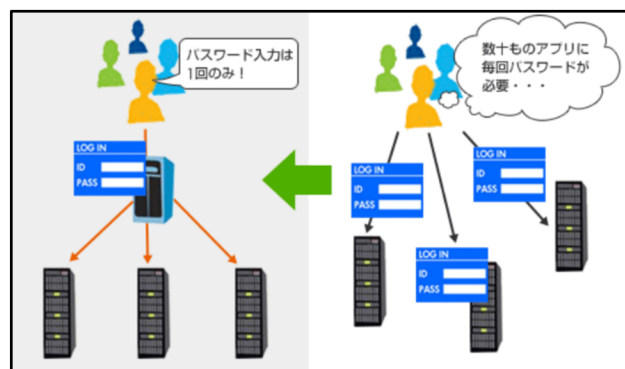 パスワード入力は
1回のみ！
LOG IN
ID
PASS
数十ものアプリに
毎回パスワードが
必要・・・
LOG IN
ID
PASS
LOG IN
ID
PASS
LOG IN
ID
PASS